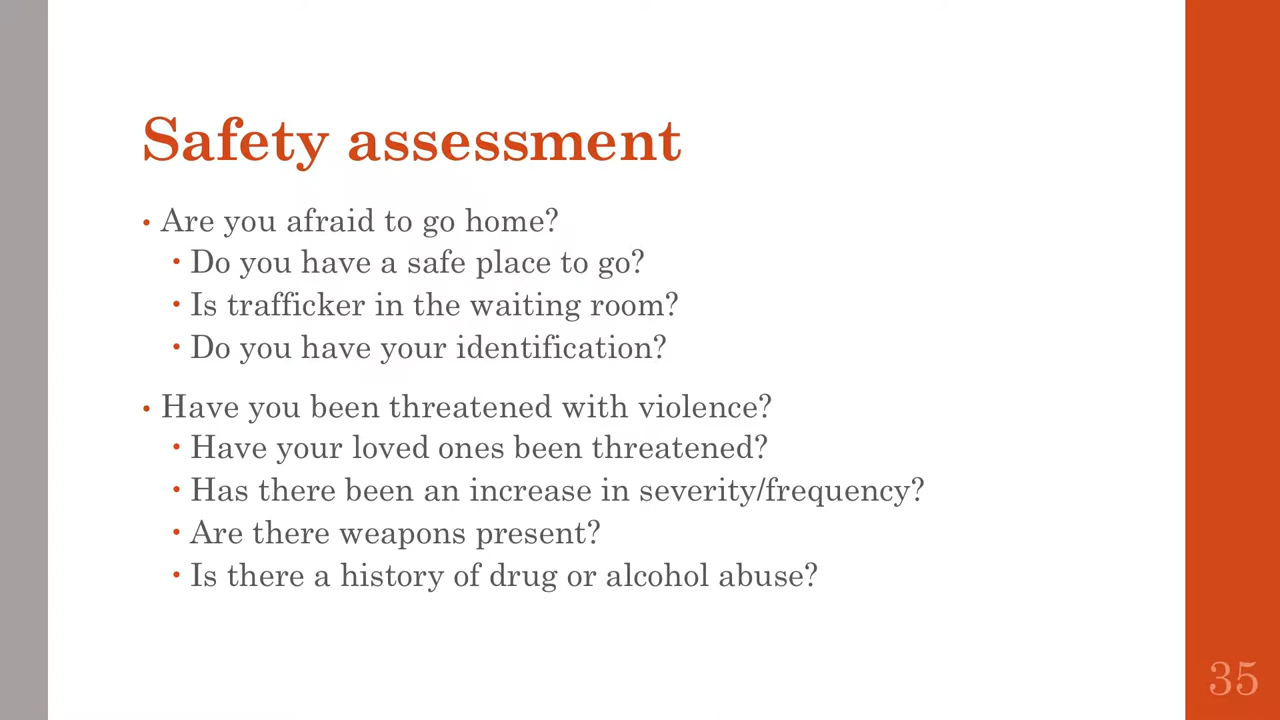 Safety assessment
• Are you afraid to go home?
• Do you have a safe place to go?
• Is trafficker in the waiting room?
• Do you have your identification?
• Have you been threatened with violence?
• Have your loved ones been threatened?
• Has there been an increase in severity/frequency?
• Are there weapons present?
• Is there a history of drug or alcohol abuse?
35